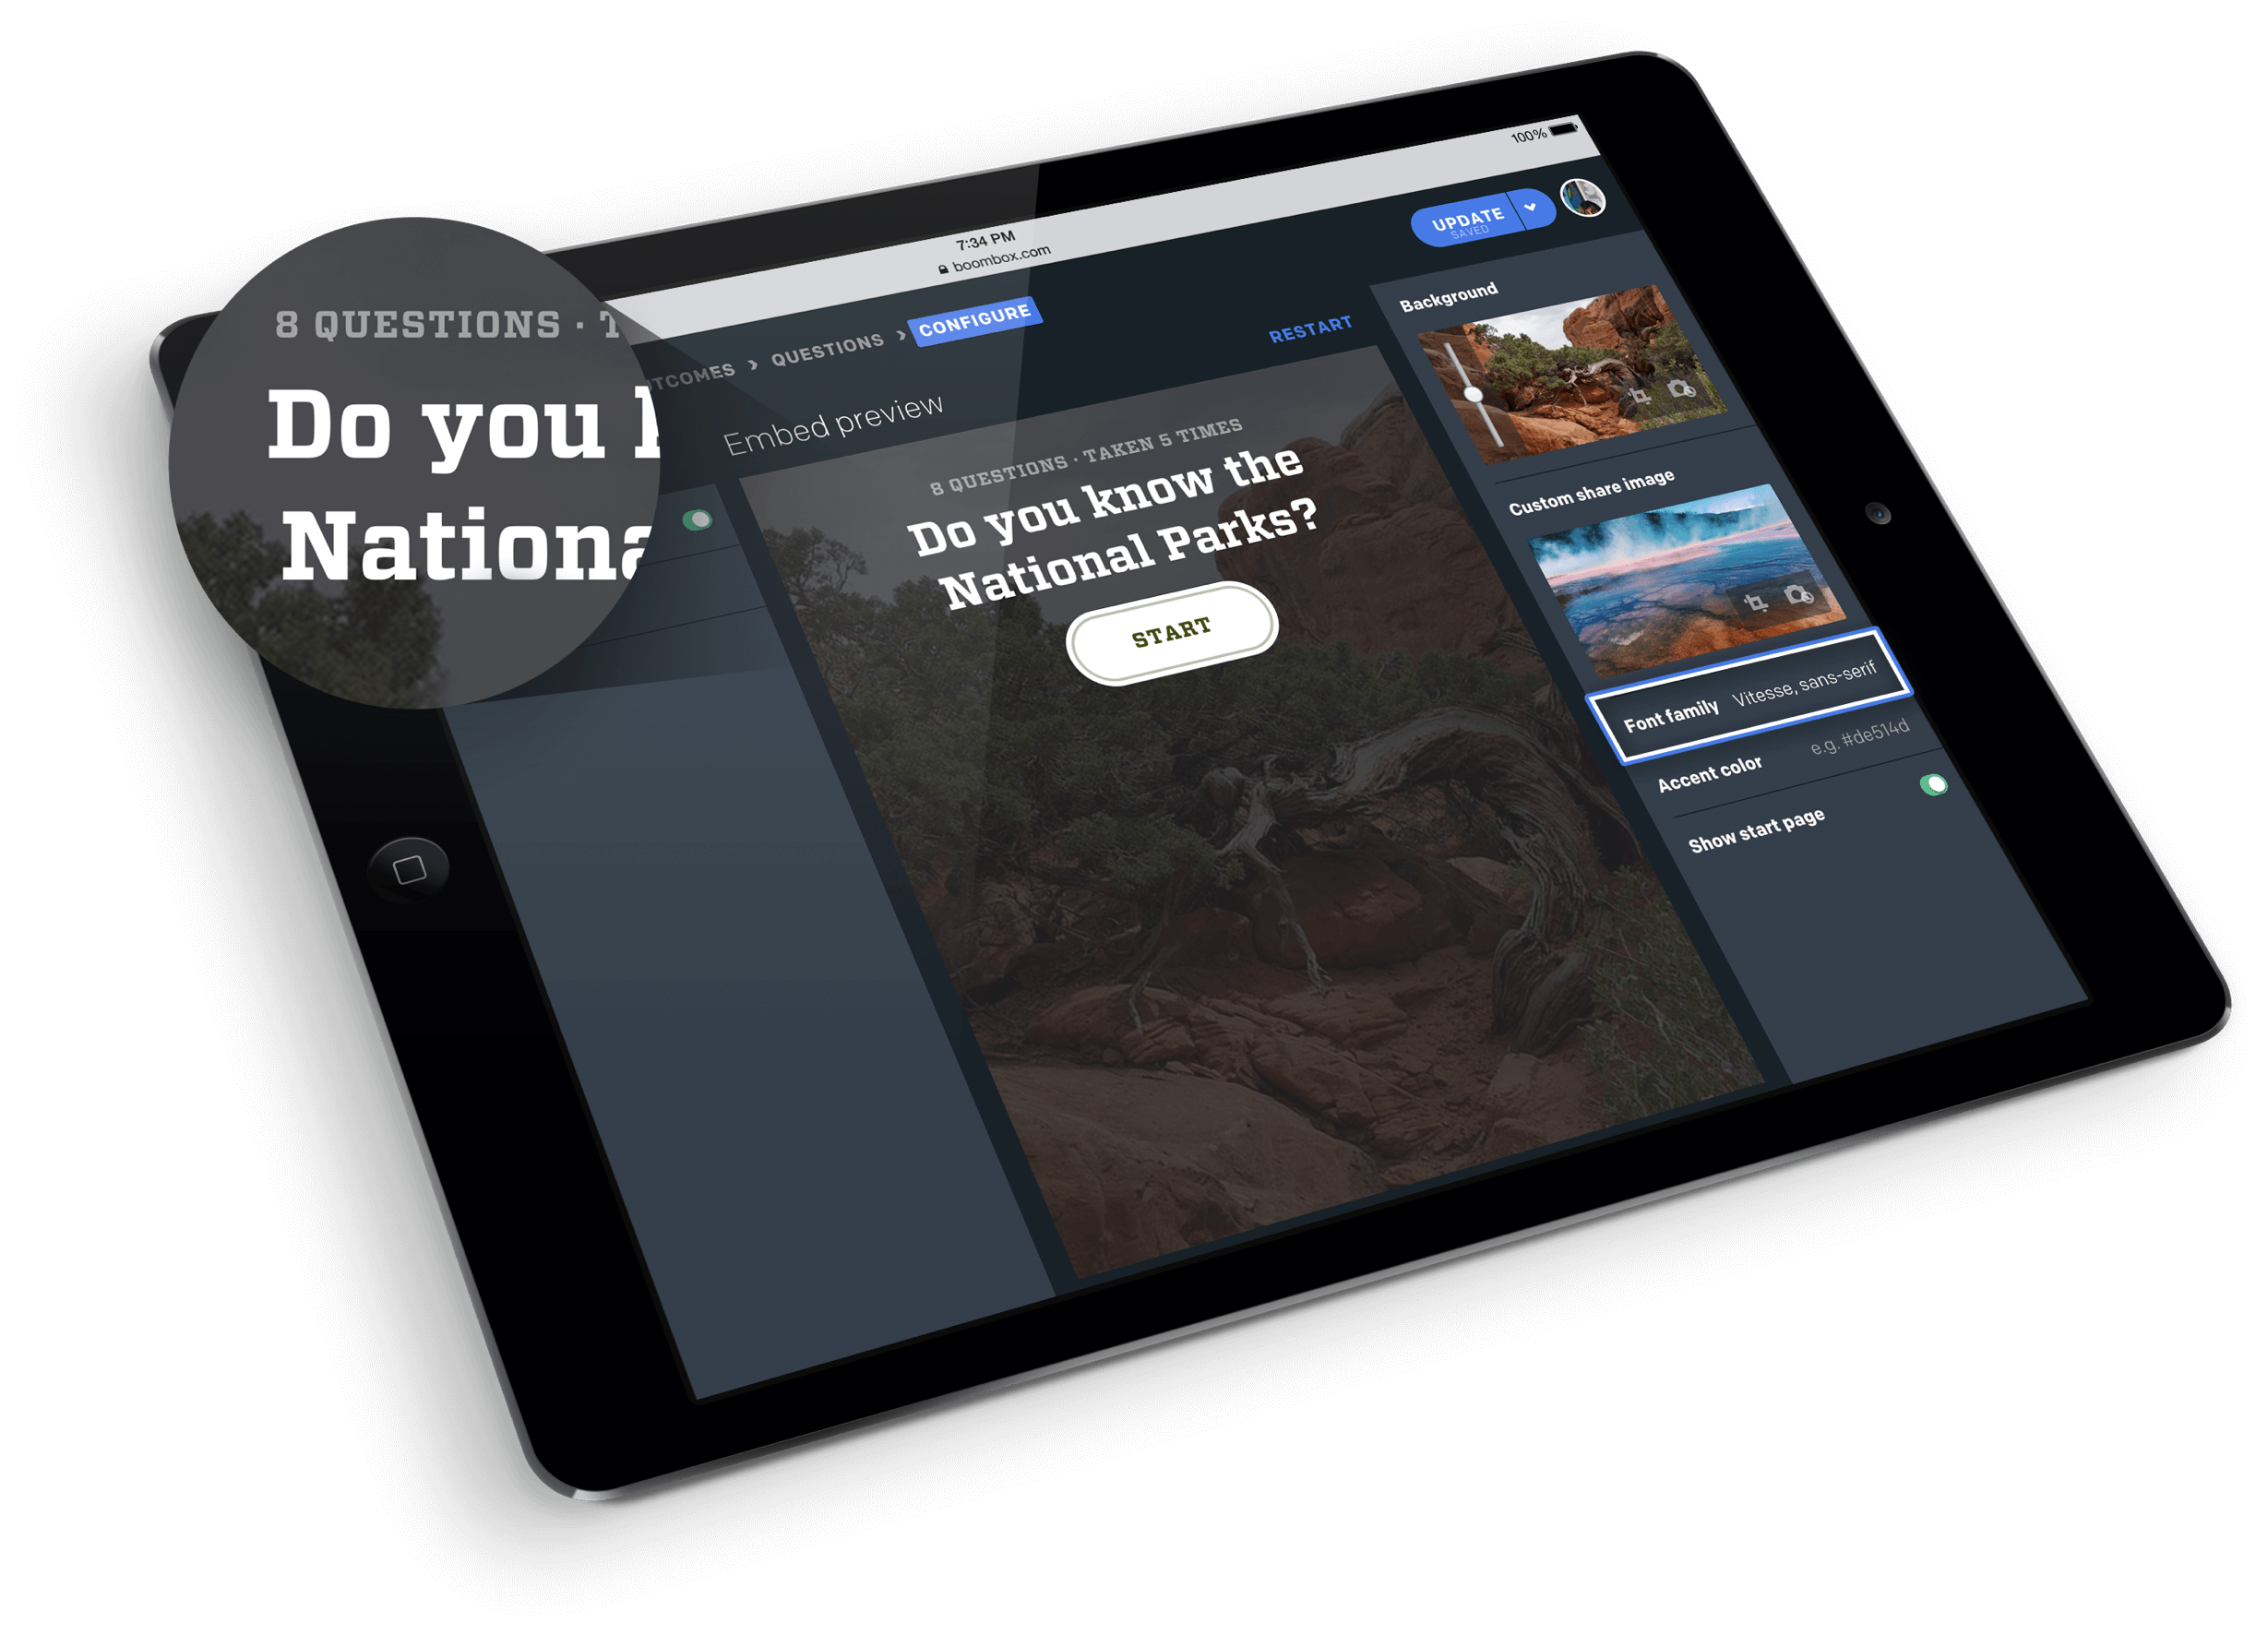 100%
7:34 PM
boombox.com
UPDATE
SAVED
QUESTIONS › CONFIGURE
RESTART
Embed preview
8 QUESTIONS ·
Do you
8 QUESTIONS · TAKEN 5 TIMES
Do you know the
National Parks?
START
Background
Custom share image
Font family Vitesse, sans-serif
Accent color e.g. #de514d
Show start page